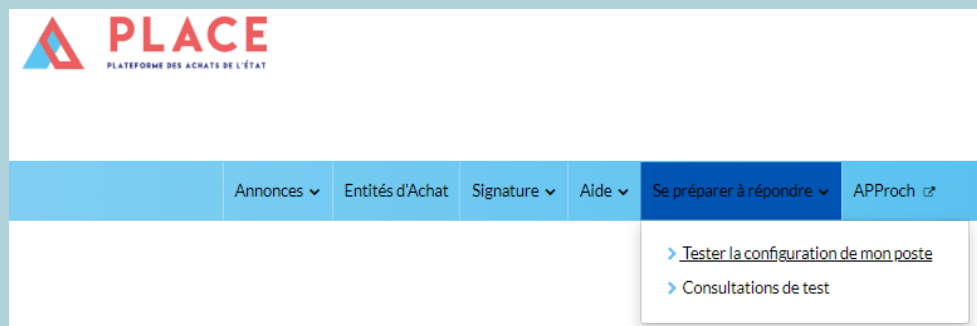 PLACE
PLATEFORME DES ACHATS DE L'ÉTAT
Annonces Entités d'Achat Signature Aide Se préparer à répondre APProch
Tester la configuration de mon poste
Consultations de test